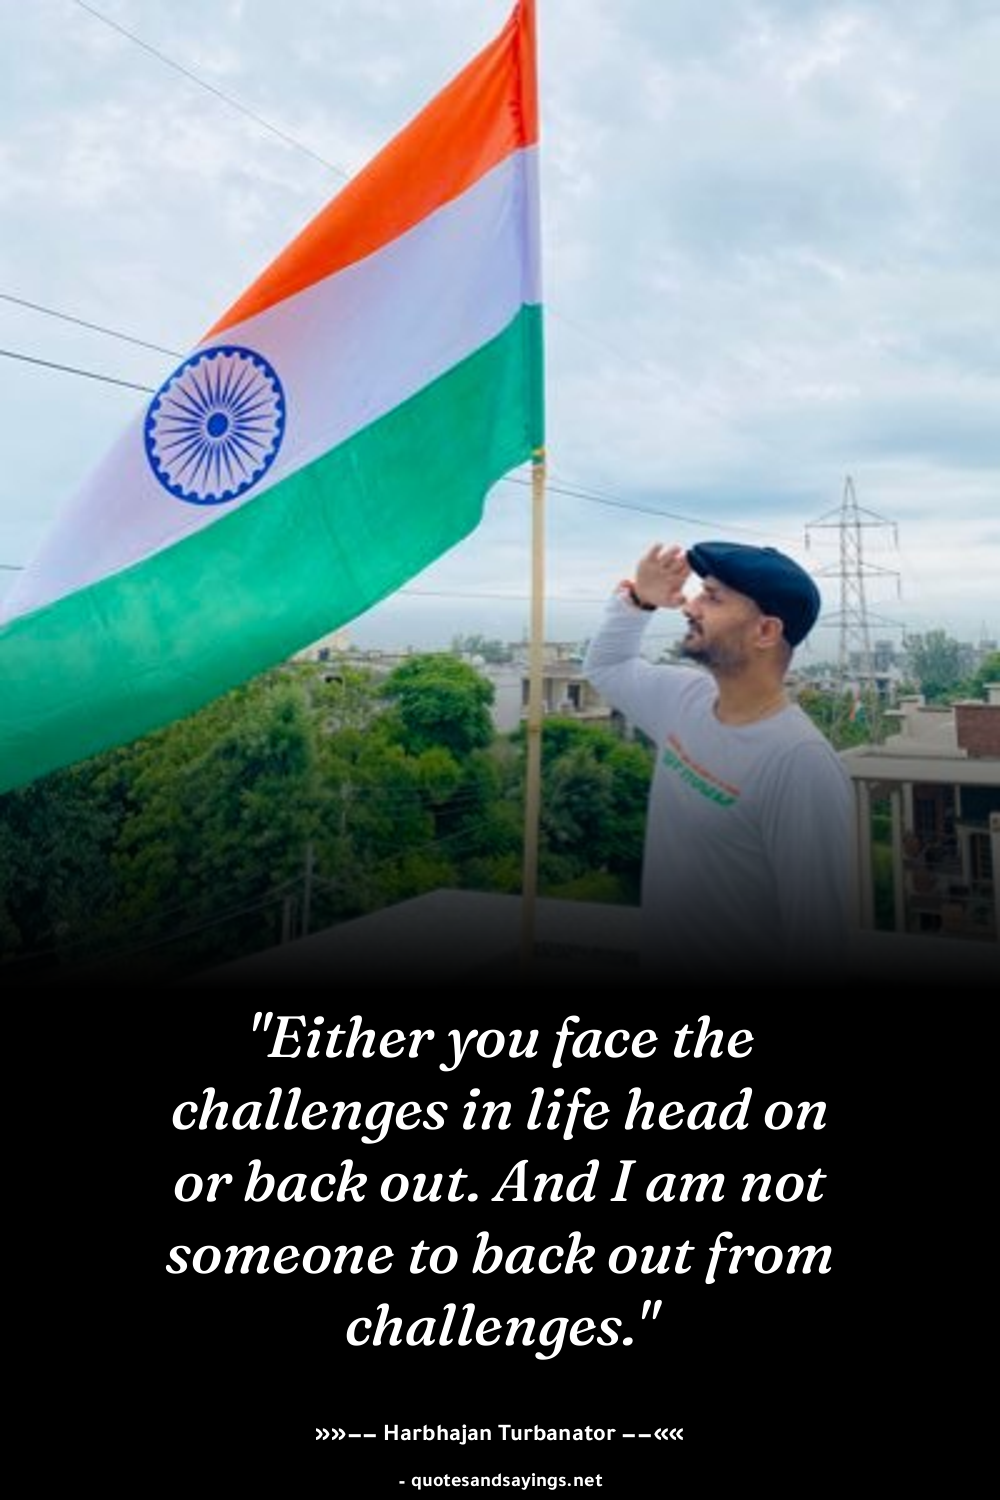 "Either you face the
challenges in life head on
or back out. And I am not
someone to back out from
challenges."
»»−− Harbhajan Turbanator −−««
- quotesandsayings.net